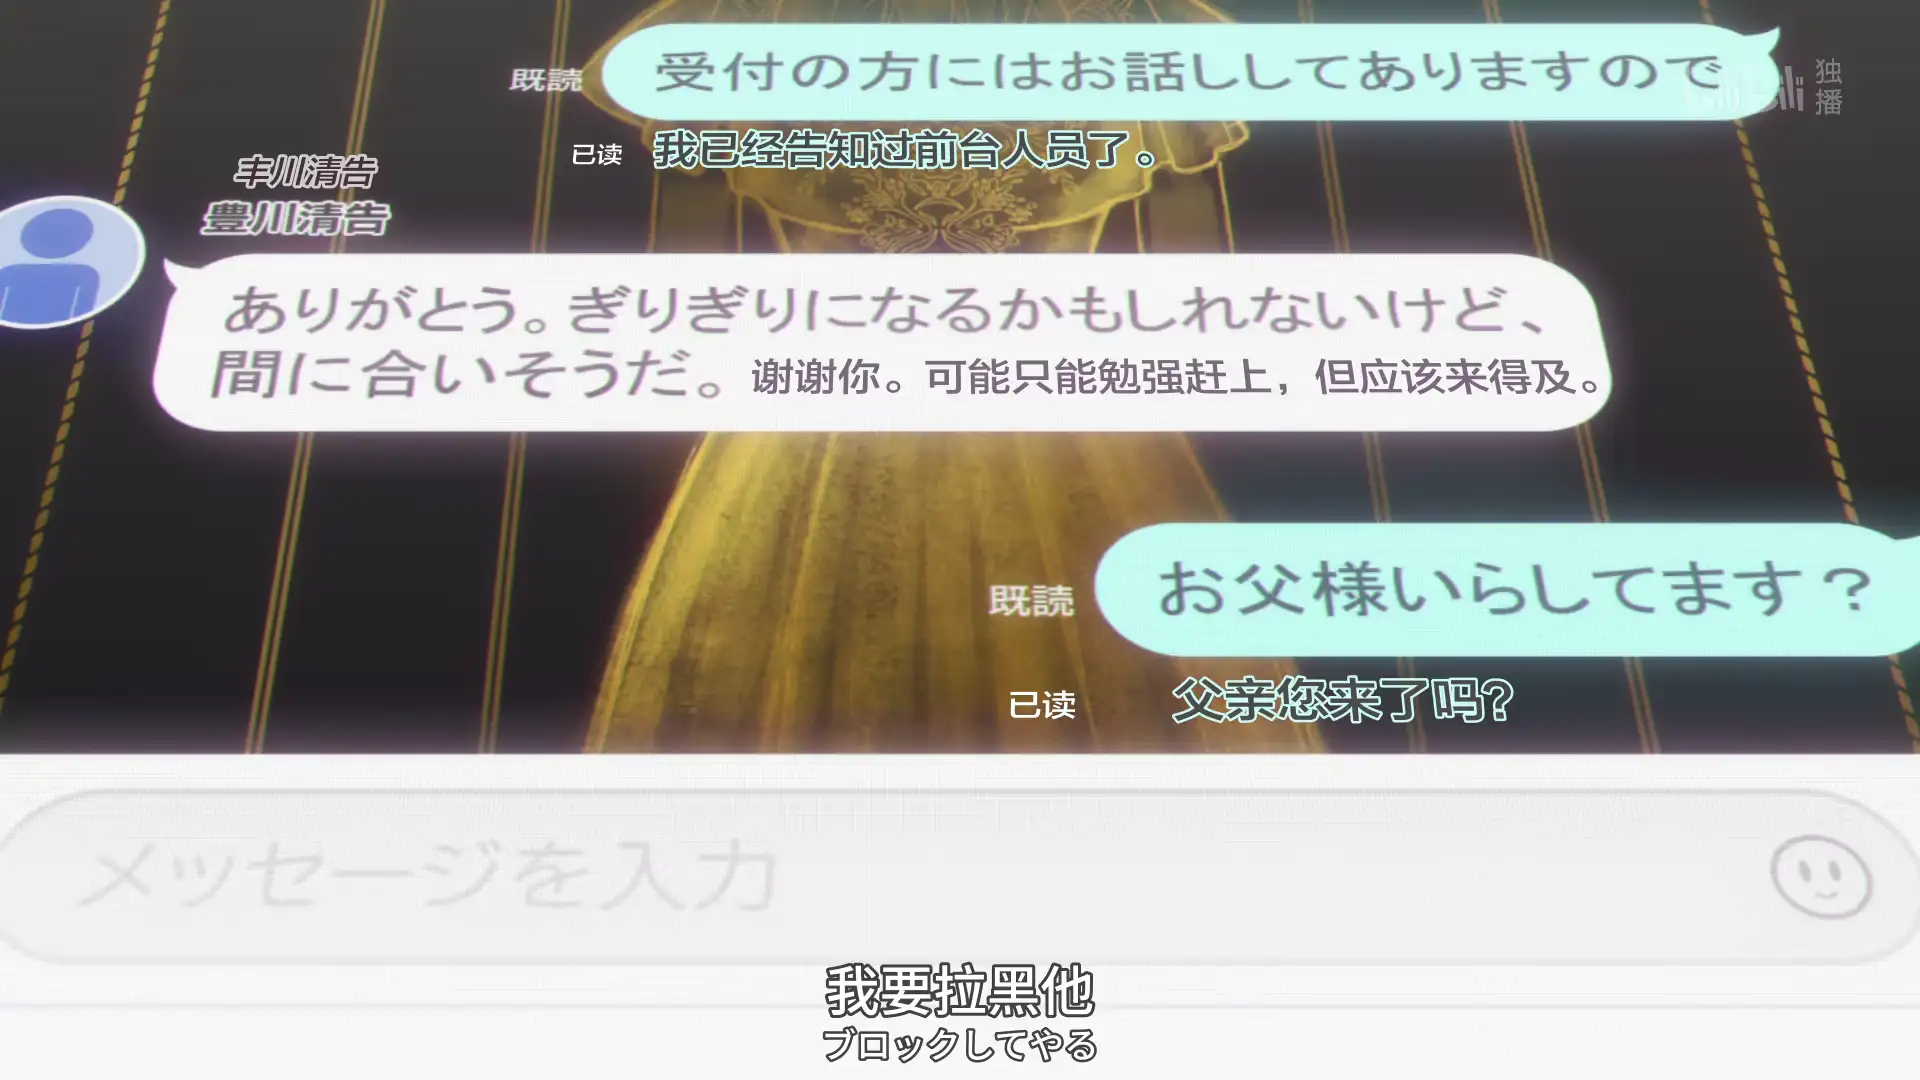 受付の方にはお話ししてありますので
既読
已读 我已经告知过前台人员了。
独播
丰川清告
豊川清告
ありがとう。ぎりぎりになるかもしれないけど、
間に合いそうだ。 谢谢你。可能只能勉强赶上，但应该来得及。
お父様いらしてます？
既読
已读 父亲您来了吗?
メッセージを入力
我要拉黑他
ブロックしてやる